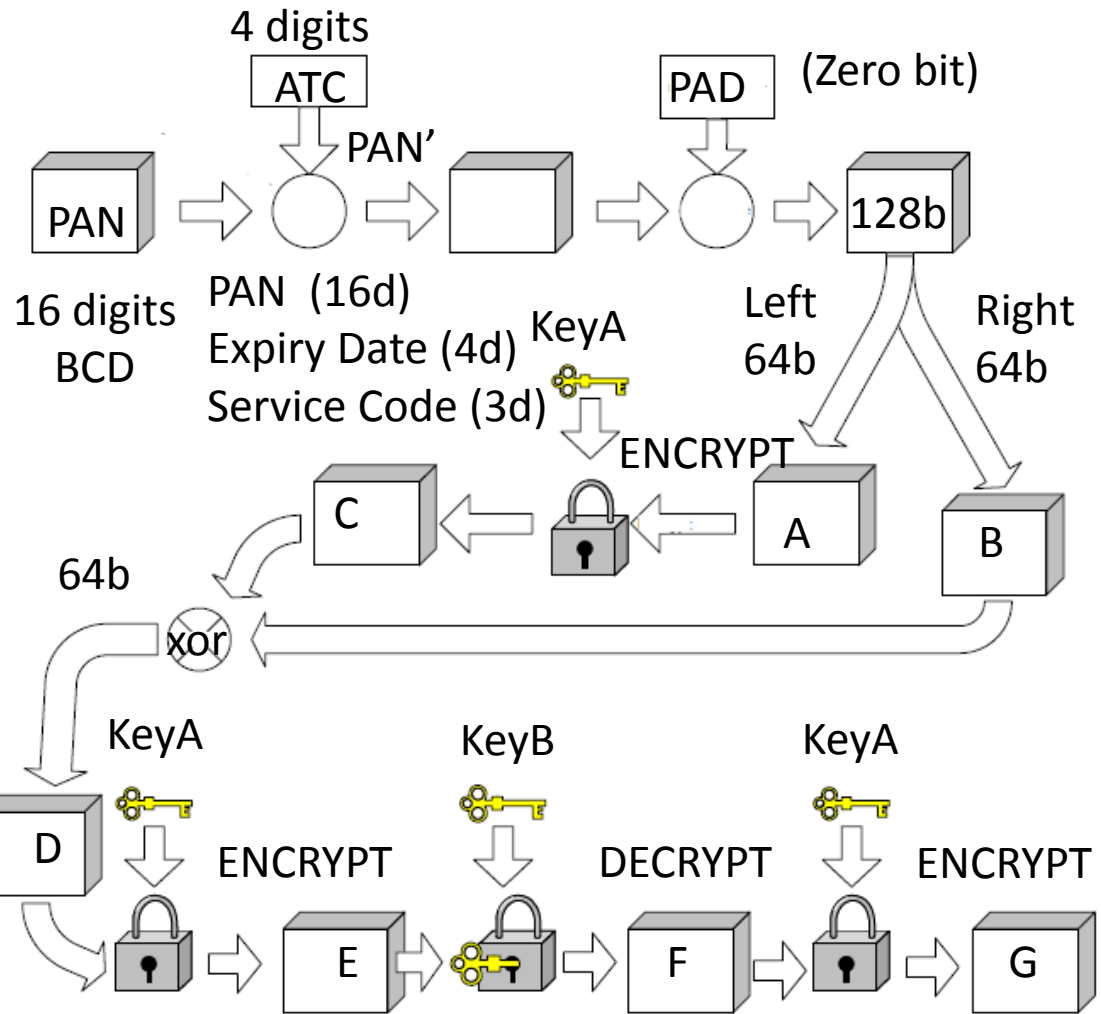 4 digits
ATC
PAN’
PAD
(Zero bit)
PAN
128b
16 digits
BCD
PAN (16d)
Expiry Date (4d)
Service Code (3d)
KeyA
Left
64b
Right
64b
ENCRYPT
C
A
B
64b
xor
KeyA
KeyB
KeyA
D
ENCRYPT
DECRYPT
ENCRYPT
E
F
G